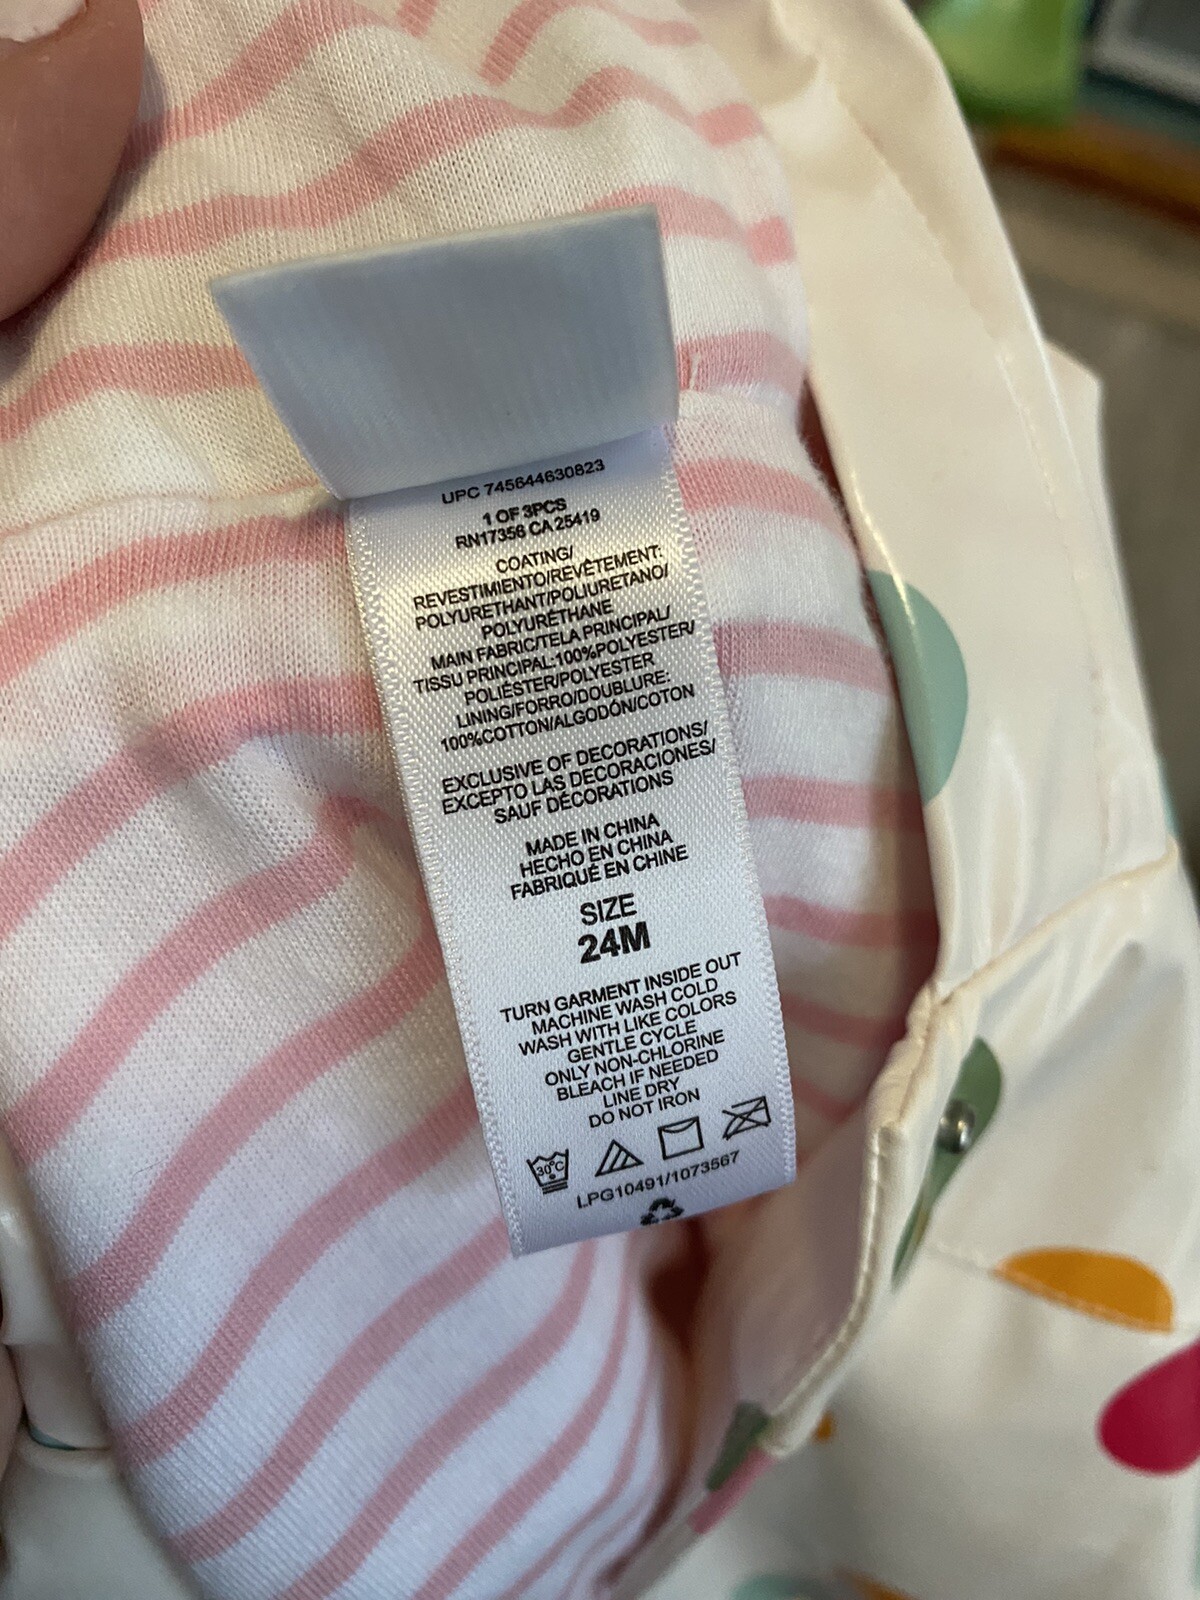 UPC 745644630823
1 OF 3PCS
RN17356 CA 25419
COATING/
REVESTIMIENTO/REVÊTEMENT:
POLYURETHANT/POLIURETANO/
POLYURÉTHANE
MAIN FABRIC/TELA PRINCIPAL/
TISSU PRINCIPAL:100%POLYESTER/
POLIÉSTER/POLYESTER
LINING/FORRO/DOUBLURE:
100%COTTON/ALGODÓN/COTON
EXCLUSIVE OF DECORATIONS/
EXCEPTO LAS DECORACIONES/
SAUF DÉCORATIONS
MADE IN CHINA
HECHO EN CHINA
FABRIQUÉ EN CHINE
SIZE
24M
TURN GARMENT INSIDE OUT
MACHINE WASH COLD
WASH WITH LIKE COLORS
GENTLE CYCLE
ONLY NON-CHLORINE
BLEACH IF NEEDED
LINE DRY
DO NOT IRON
30°C
LPG10491/1073567